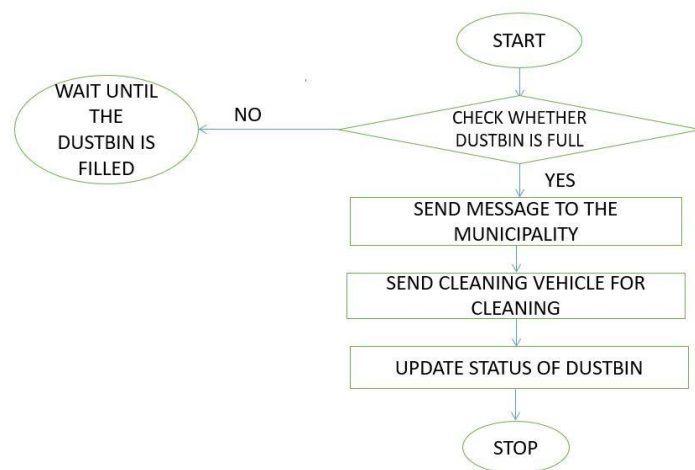 START
WAIT UNTIL
THE
DUSTBIN IS
FILLED
NO
CHECK WHETHER
DUSTBIN IS FULL
YES
SEND MESSAGE TO THE
MUNICIPALITY
SEND CLEANING VEHICLE FOR
CLEANING
UPDATE STATUS OF DUSTBIN
STOP